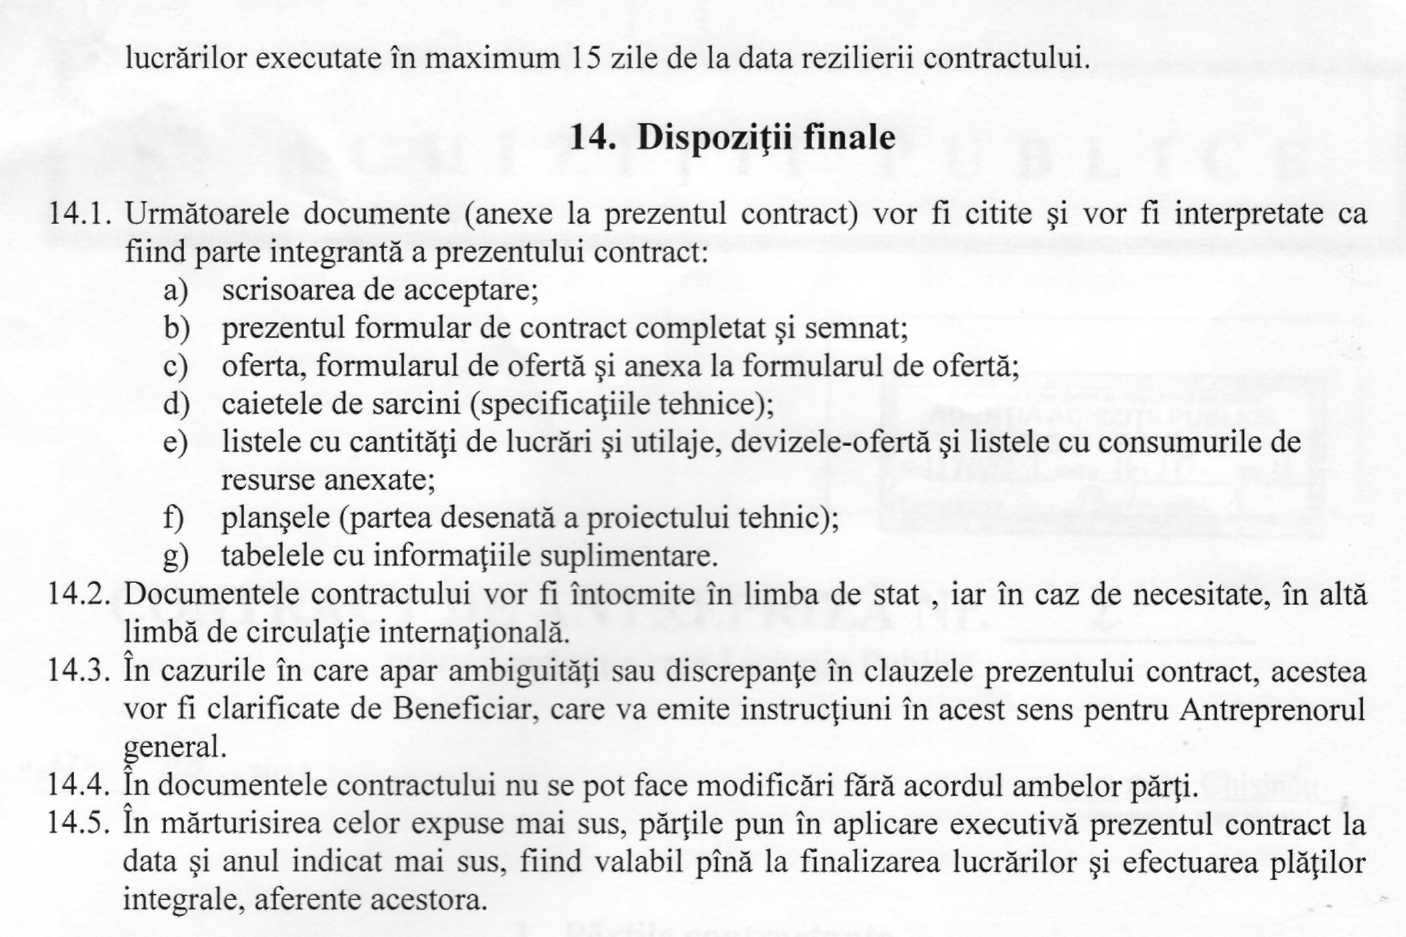 lucrărilor executate în maximum 15 zile de la data rezilierii contractului.
14. Dispoziţii finale
14.1. Următoarele documente (anexe la prezentul contract) vor fi citite şi vor fi interpretate ca
fiind parte integrantă a prezentului contract:
a) scrisoarea de acceptare;
b) prezentul formular de contract completat şi semnat;
c) oferta, formularul de ofertă şi anexa la formularul de ofertă;
d) caietele de sarcini (specificaţiile tehnice);
e) listele cu cantităţi de lucrări şi utilaje, devizele-ofertă şi listele cu consumurile de
resurse anexate;
f) planşele (partea desenată a proiectului tehnic);
g) tabelele cu informaţiile suplimentare.
14.2. Documentele contractului vor fi întocmite în limba de stat , iar în caz de necesitate, în altă
limbă de circulaţie internaţională.
14.3. În cazurile în care apar ambiguităţi sau discrepanţe în clauzele prezentului contract, acestea
vor fi clarificate de Beneficiar, care va emite instrucţiuni în acest sens pentru Antreprenorul
general.
14.4. În documentele contractului nu se pot face modificări fără acordul ambelor părţi.
14.5. În mărturisirea celor expuse mai sus, părţile pun în aplicare executivă prezentul contract la
data şi anul indicat mai sus, fiind valabil pînă la finalizarea lucrărilor şi efectuarea plăţilor
integrale, aferente acestora.